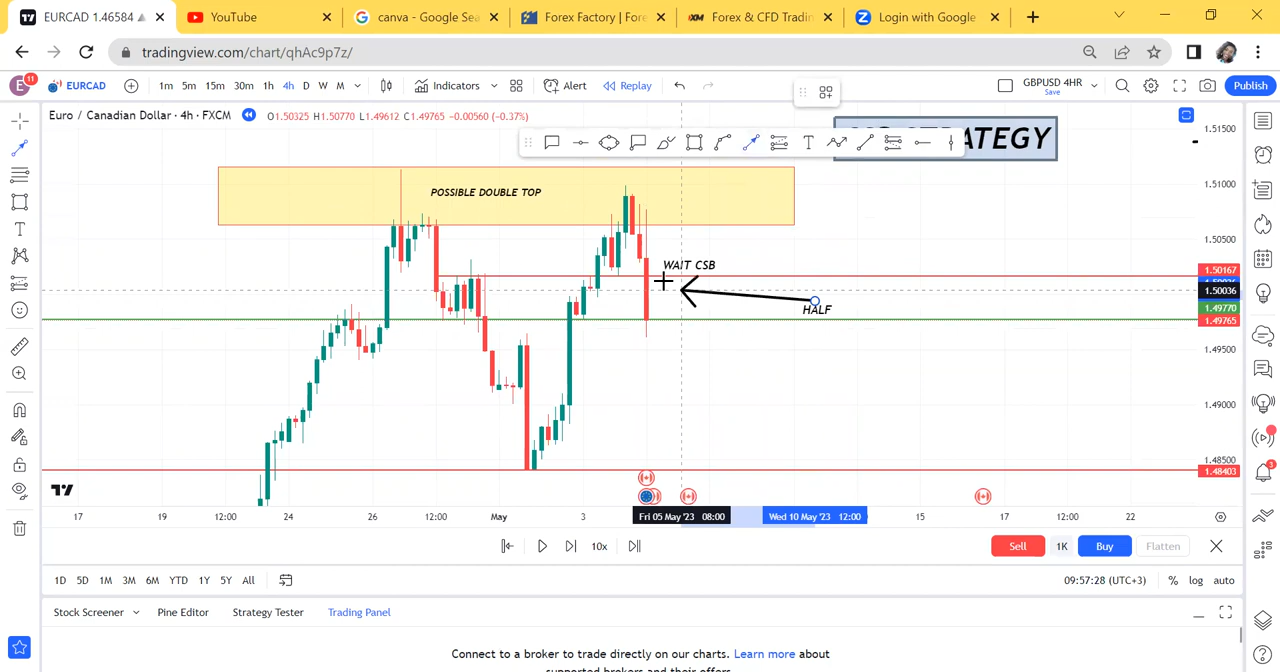 EURCAD 1.46584
YouTube
canva - Google Sea
Forex Factory | Fore
XM
Forex & CFD Tradin
Z
Login with Google
tradingview.com/chart/qhAc9p7z/
E 11
EURCAD
1m 5m 15m 30m 1h 4h D W M
Indicators
Alert
Replay
GBPUSD 4HR
Save
Publish
Euro / Canadian Dollar · 4h · FXCM
O1.50325 H1.50770 L1.49612 C1.49765 −0.00560 (−0.37%)
ATEGY
POSSIBLE DOUBLE TOP
WAIT CSB
HALF
1.51500
1.51000
1.50500
1.50167
1.50036
1.49770
1.49765
1.49500
1.49000
1.48500
1.48403
17 19 12:00 24 26 12:00 May 3 Fri 05 May '23 08:00 Wed 10 May '23 12:00 15 17 12:00 22
10x
Sell 1K Buy Flatten
1D 5D 1M 3M 6M YTD 1Y 5Y All
09:57:28 (UTC+3) % log auto
Stock Screener Pine Editor Strategy Tester Trading Panel
Connect to a broker to trade directly on our charts. Learn more about